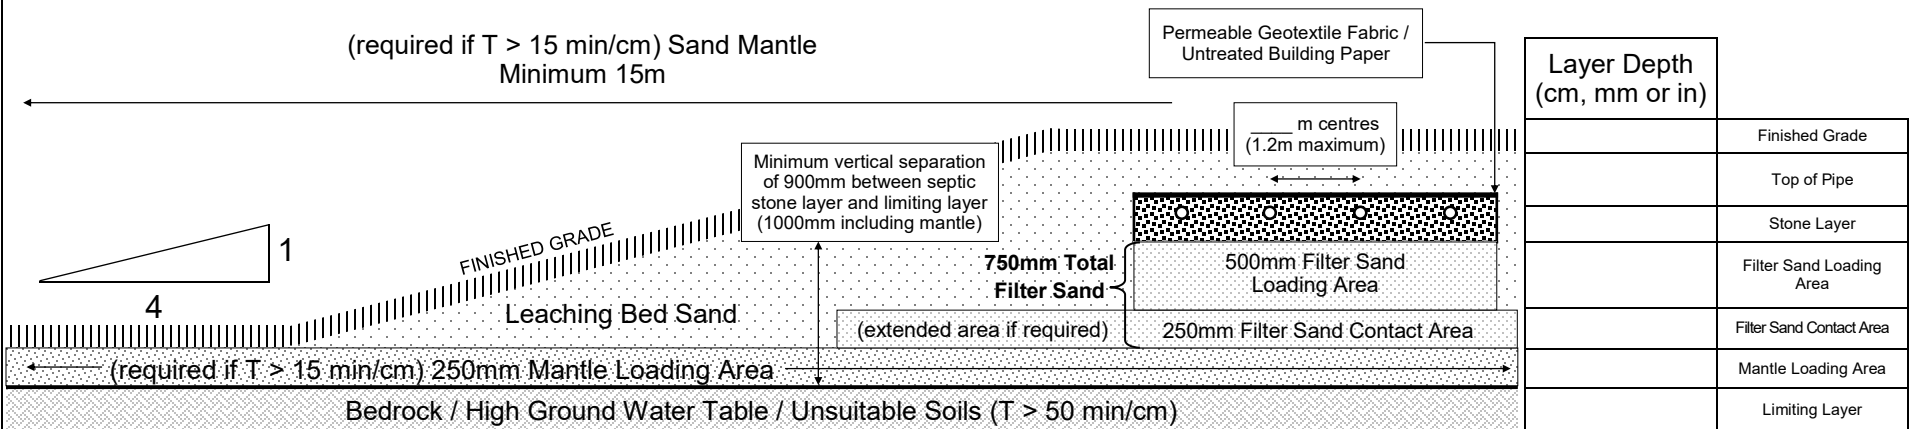 (required if T > 15 min/cm) Sand Mantle
Minimum 15m
Permeable Geotextile Fabric /
Untreated Building Paper
____ m centres
(1.2m maximum)
Minimum vertical separation
of 900mm between septic
stone layer and limiting layer
(1000mm including mantle)
1
4
FINISHED GRADE
750mm Total
Filter Sand
500mm Filter Sand
Loading Area
Leaching Bed Sand
(extended area if required)
250mm Filter Sand Contact Area
(required if T > 15 min/cm) 250mm Mantle Loading Area
Bedrock / High Ground Water Table / Unsuitable Soils (T > 50 min/cm)
Layer Depth
(cm, mm or in)
Finished Grade
Top of Pipe
Stone Layer
Filter Sand Loading
Area
Filter Sand Contact Area
Mantle Loading Area
Limiting Layer